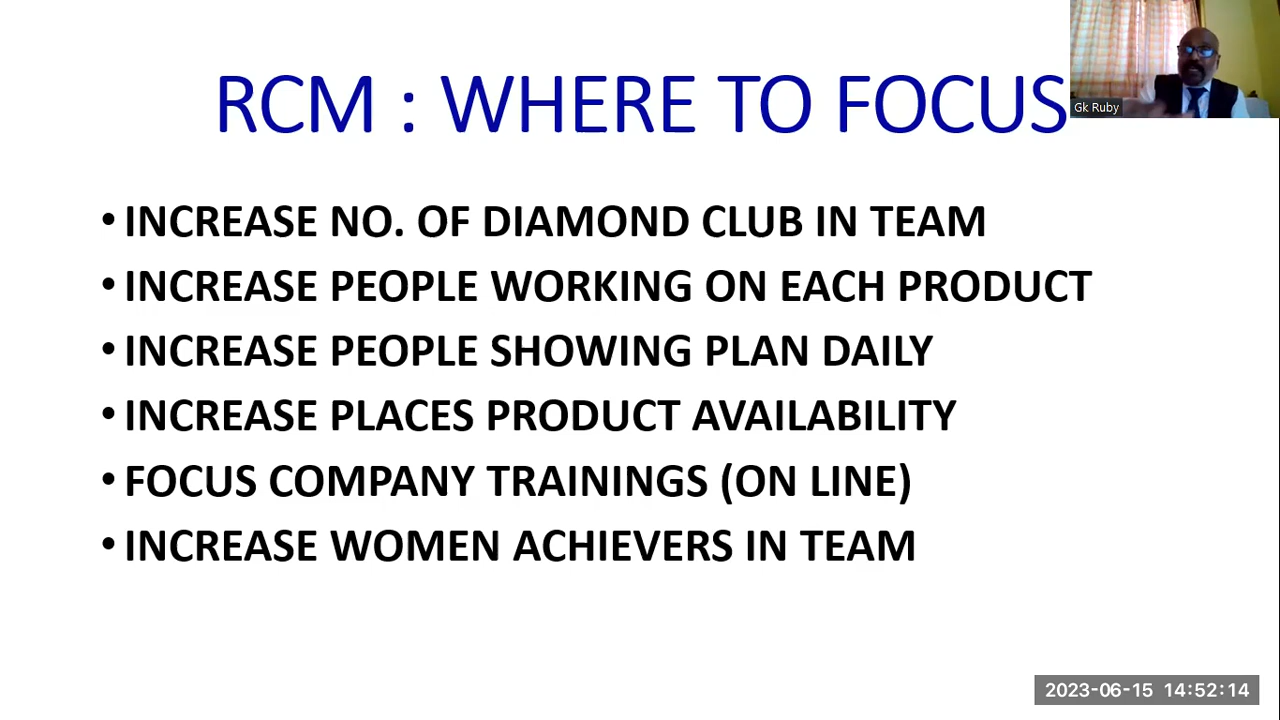 RCM : WHERE TO FOCUS
Gk Ruby
• INCREASE NO. OF DIAMOND CLUB IN TEAM
• INCREASE PEOPLE WORKING ON EACH PRODUCT
• INCREASE PEOPLE SHOWING PLAN DAILY
• INCREASE PLACES PRODUCT AVAILABILITY
• FOCUS COMPANY TRAININGS (ON LINE)
• INCREASE WOMEN ACHIEVERS IN TEAM
2023-06-15 14:52:14